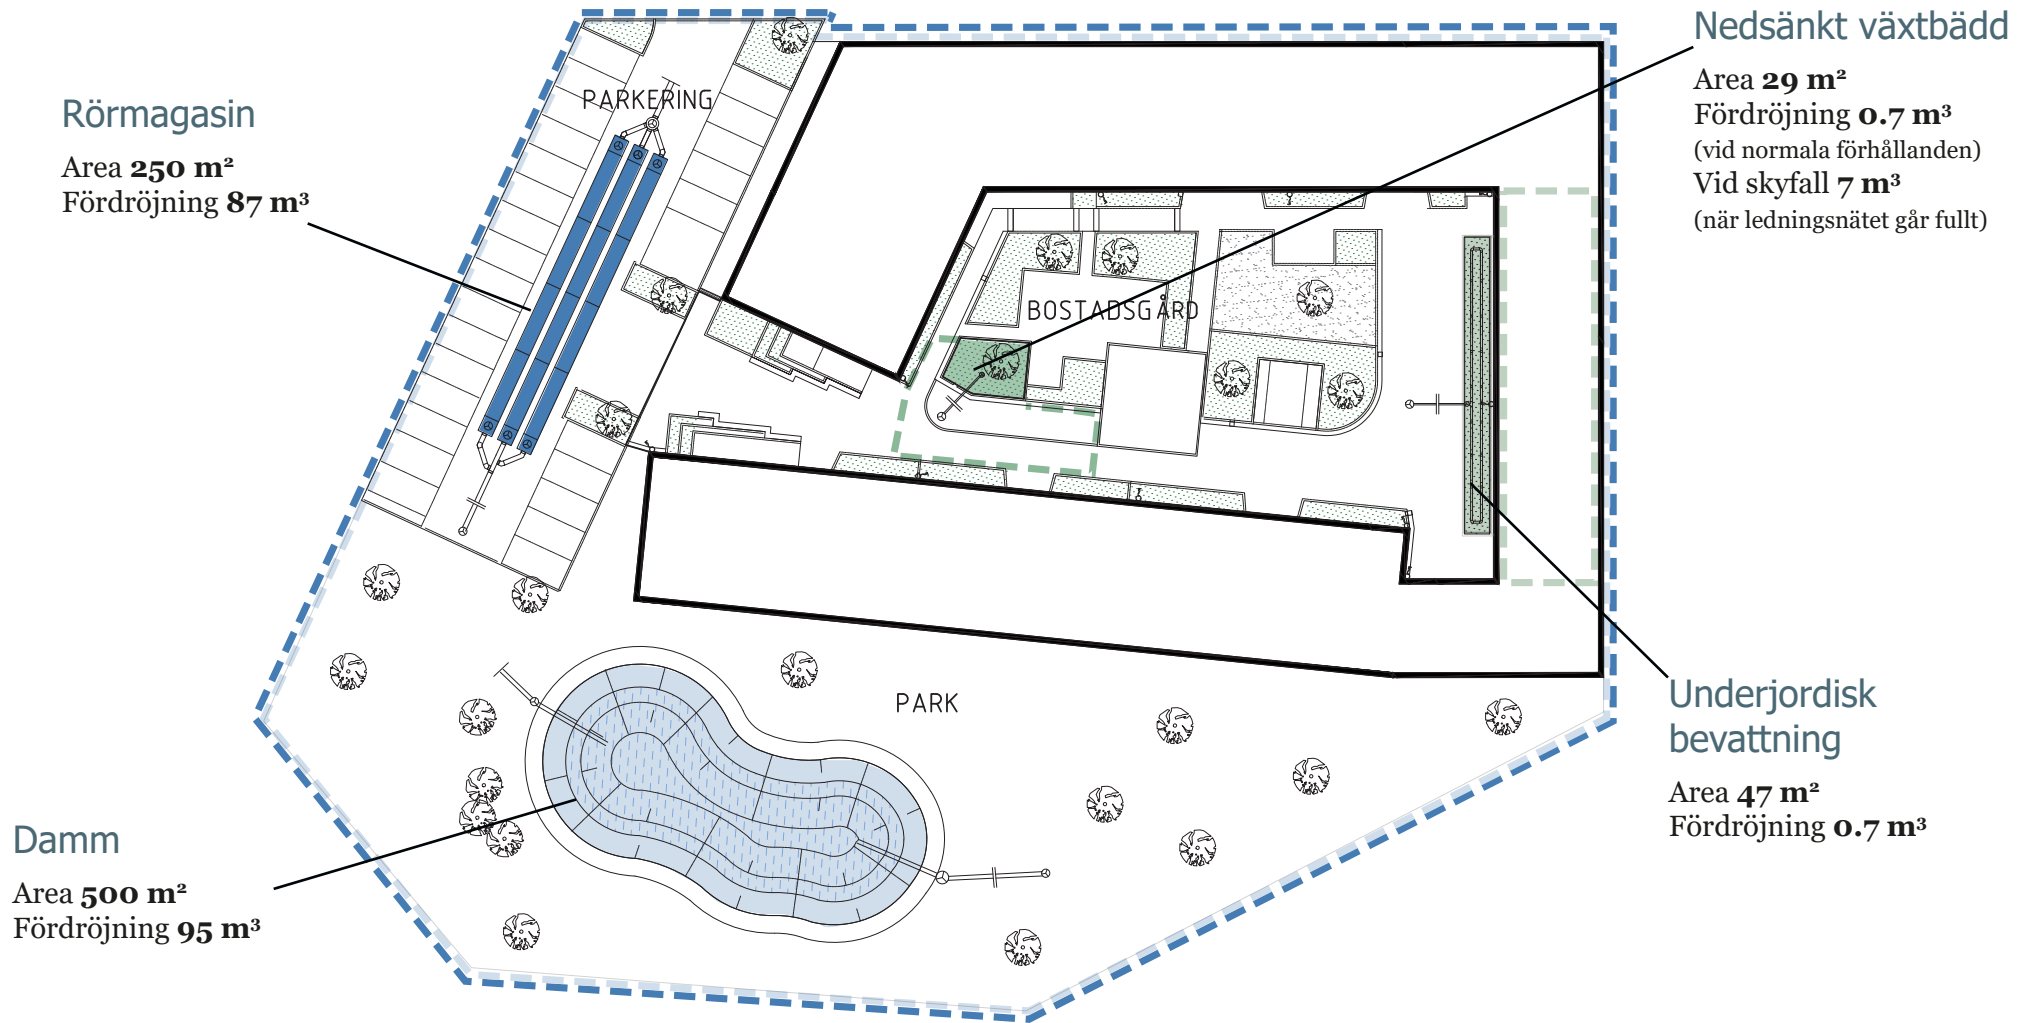 Nedsänkt växtbädd
Area 29 m²
Fördröjning 0.7 m³
(vid normala förhållanden)
Vid skyfall 7 m³
(när ledningsnätet går fullt)
Rörmagasin
Area 250 m²
Fördröjning 87 m³
PARKERING
BOSTADSGÅRD
PARK
Underjordisk
bevattning
Area 47 m²
Fördröjning 0.7 m³
Damm
Area 500 m²
Fördröjning 95 m³